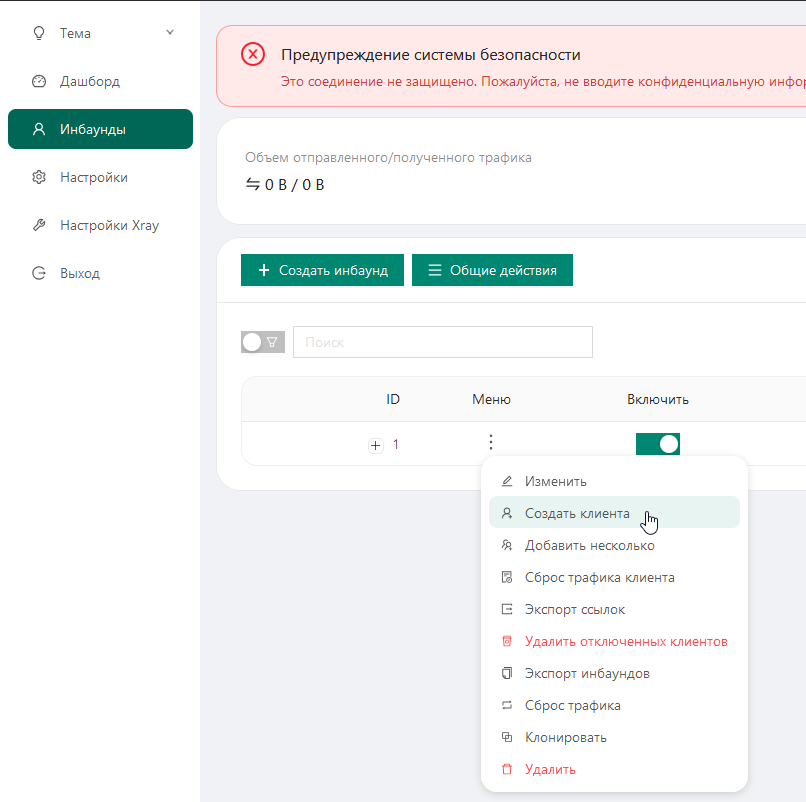 Тема
Дашборд
Инбаунды
Настройки
Настройки Xray
Выход
Предупреждение системы безопасности
Это соединение не защищено. Пожалуйста, не вводите конфиденциальную
Объем отправленного/полученного трафика
0 B / 0 B
Создать инбаунд
Общие действия
Поиск
ID Меню Включить
1
Изменить
Создать клиента
Добавить несколько
Сброс трафика клиента
Экспорт ссылок
Удалить отключенных клиентов
Экспорт инбаундов
Сброс трафика
Клонировать
Удалить